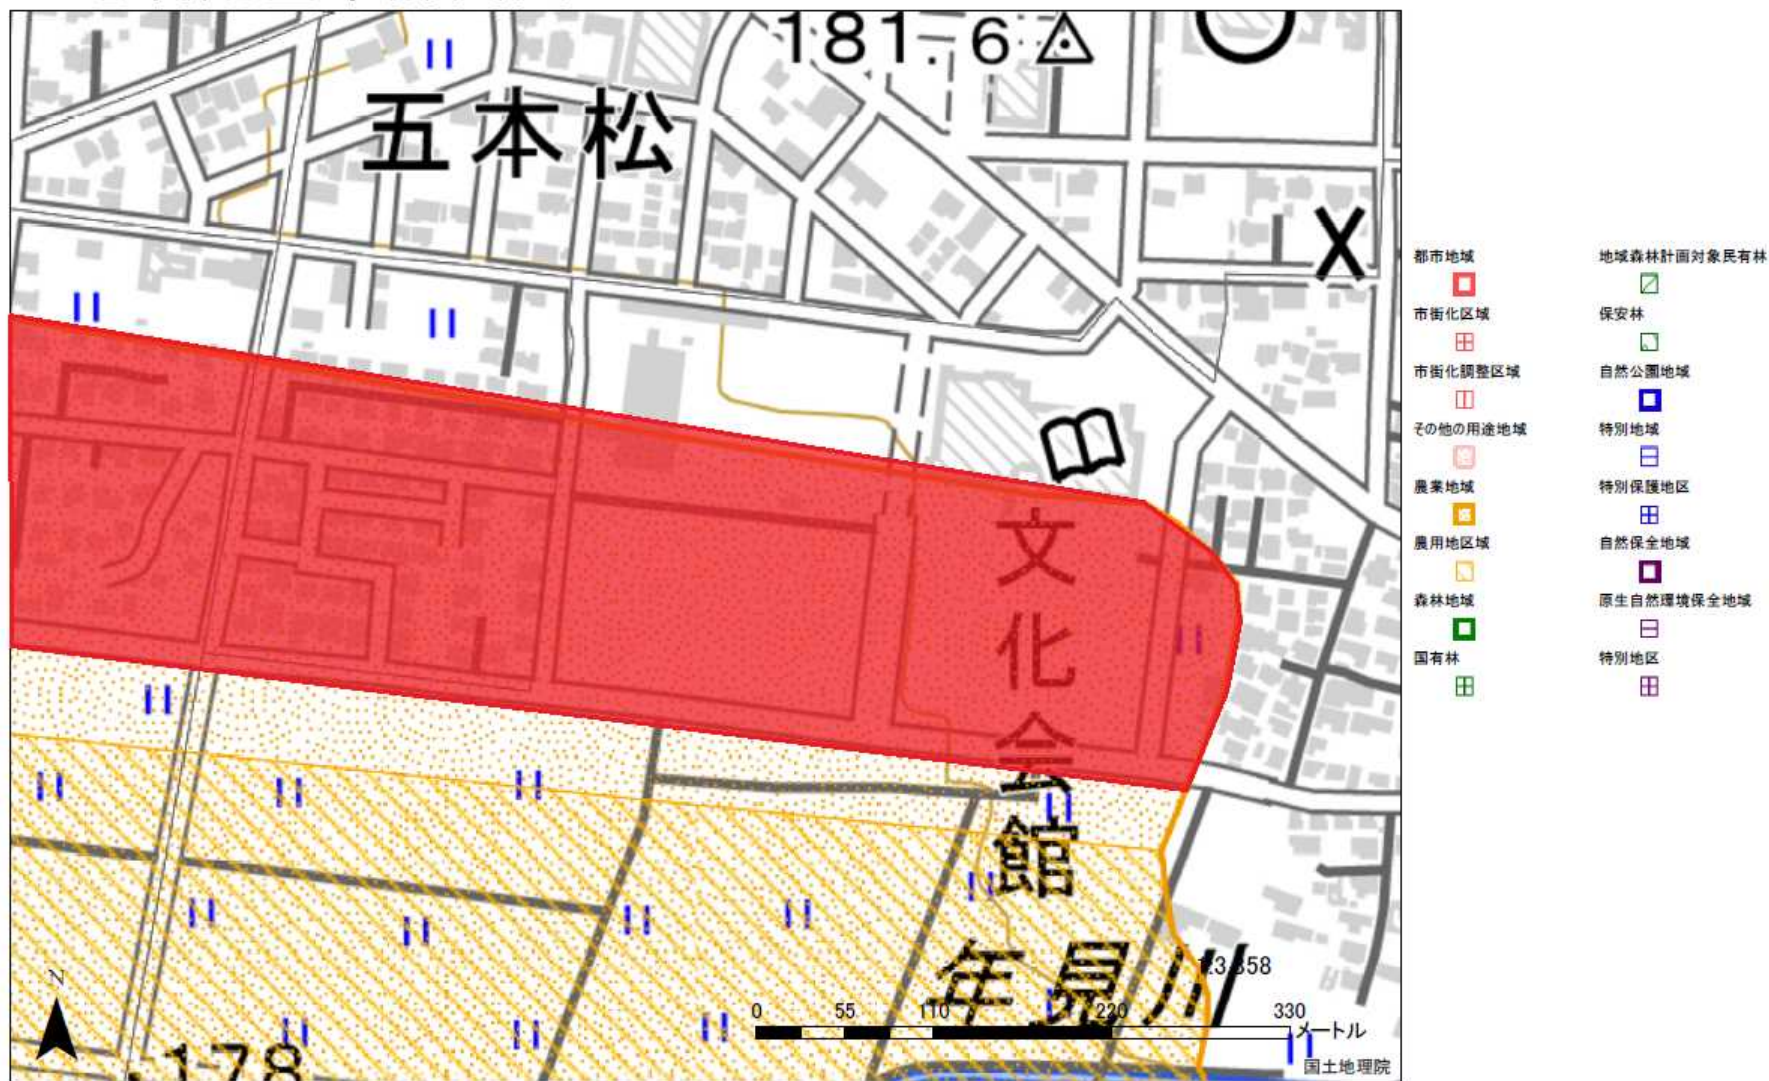 181.6
五本松
文化会館
年見川
1:3,858
0 55 110 220 330
メートル
国土地理院
N
178
都市地域
市街化区域
市街化調整区域
その他の用途地域
農業地域
農用地区域
森林地域
国有林
地域森林計画対象民有林
保安林
自然公園地域
特別地域
特別保護地区
自然保全地域
原生自然環境保全地域
特別地区